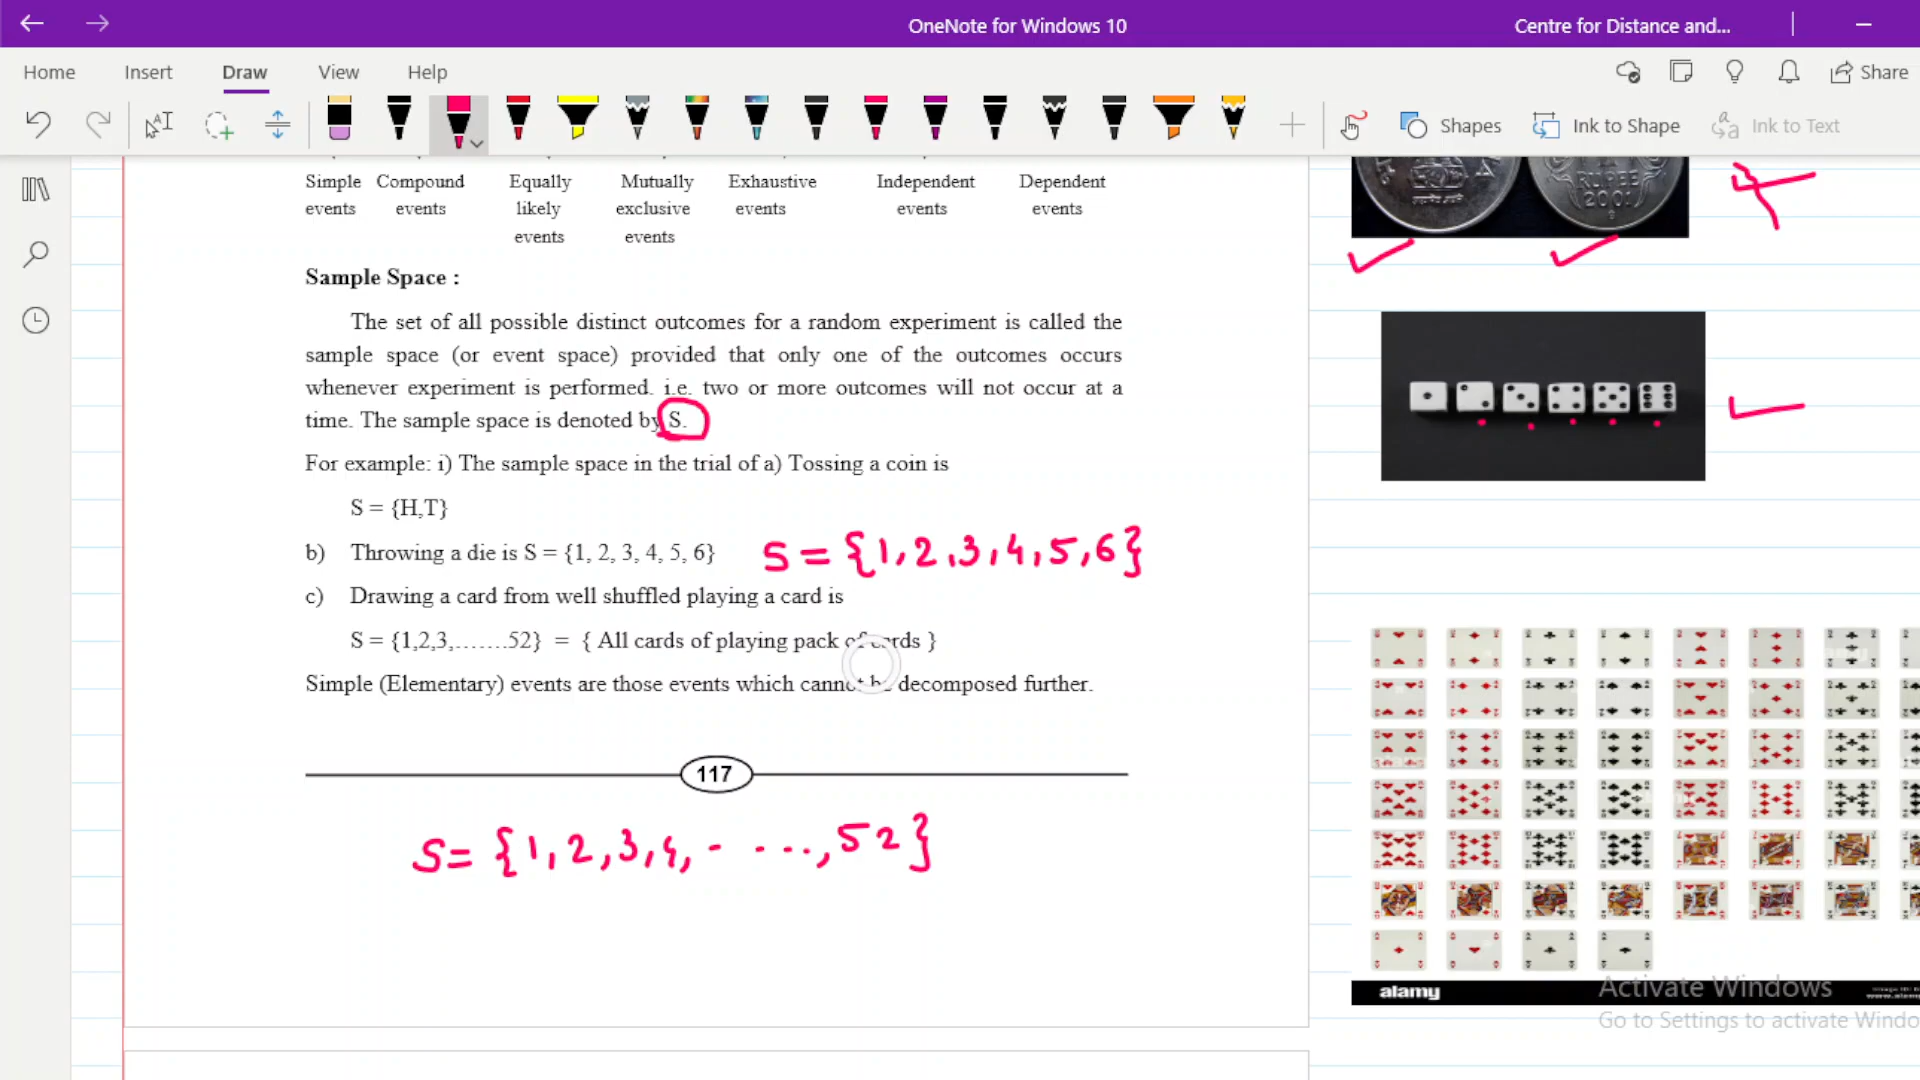 OneNote for Windows 10
Centre for Distance and...
Home Insert Draw View Help
Share
Shapes Ink to Shape Ink to Text
Simple Compound Equally Mutually Exhaustive Independent Dependent
events events likely exclusive events events events
events events
RUPEE
2001
Sample Space :
The set of all possible distinct outcomes for a random experiment is called the
sample space (or event space) provided that only one of the outcomes occurs
whenever experiment is performed. i.e. two or more outcomes will not occur at a
time. The sample space is denoted by S.
For example: i) The sample space in the trial of a) Tossing a coin is
S = {H,T}
b) Throwing a die is S = {1, 2, 3, 4, 5, 6}
S = {1,2,3,4,5,6}
c) Drawing a card from well shuffled playing a card is
S = {1,2,3,.......52} = { All cards of playing pack of cards }
Simple (Elementary) events are those events which cannot be decomposed further.
117
S= {1,2,3,4,- ...,52}
alamy
Activate Windows
Go to Settings to activate Windo